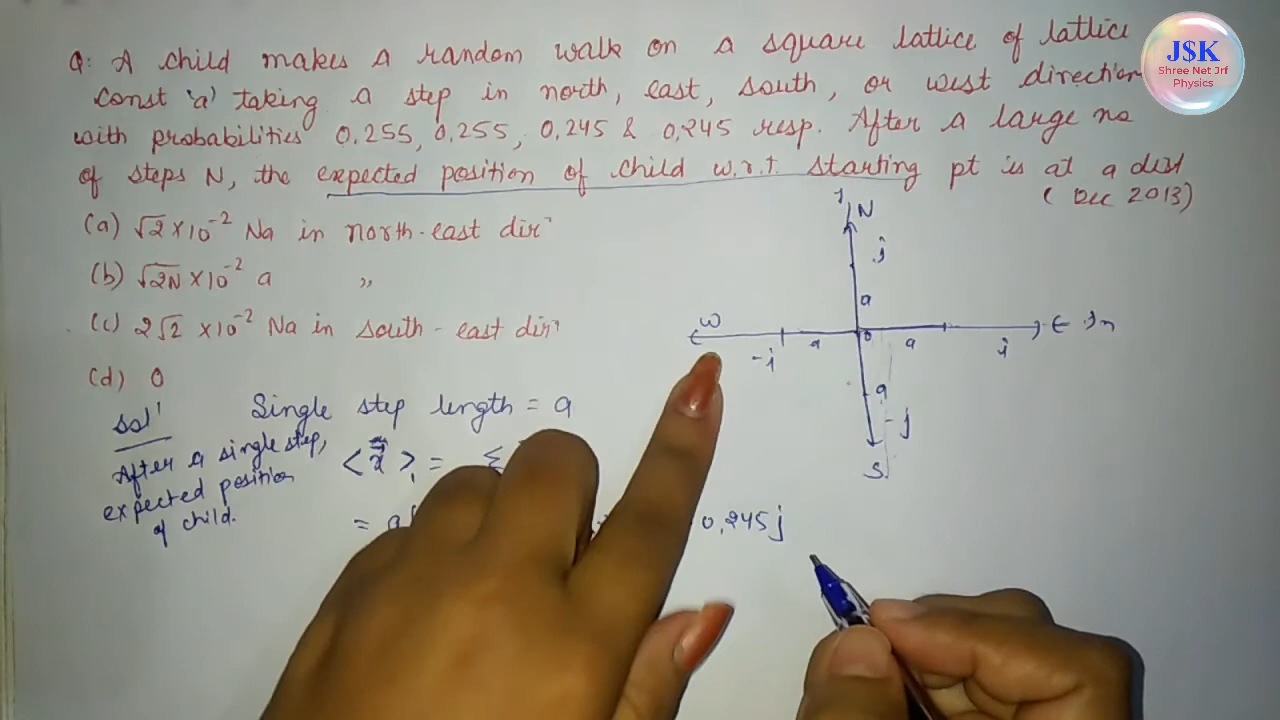 Q: A child makes a random walk on a square lattice of lattice
const 'a' taking a step in north, east, south, or west direction
with probabilities 0.255, 0.255, 0.245 & 0.245 resp. After a large no
of steps N, the expected position of child w.r.t. starting pt is at a dist
(Dec 2013)
(a) √2 × 10⁻² Na in north-east dirⁿ
(b) √2N × 10⁻² a ,,
(c) 2√2 × 10⁻² Na in south-east dirⁿ
(d) 0
N
j
a
W
-i
a
0
a
i
E
a
-j
S
Solⁿ
Single step length = a
After a single step,
expected position
of child.
< x >₁ = Σ
= a
0.245j
JSK
Shree Net Jrf
Physics